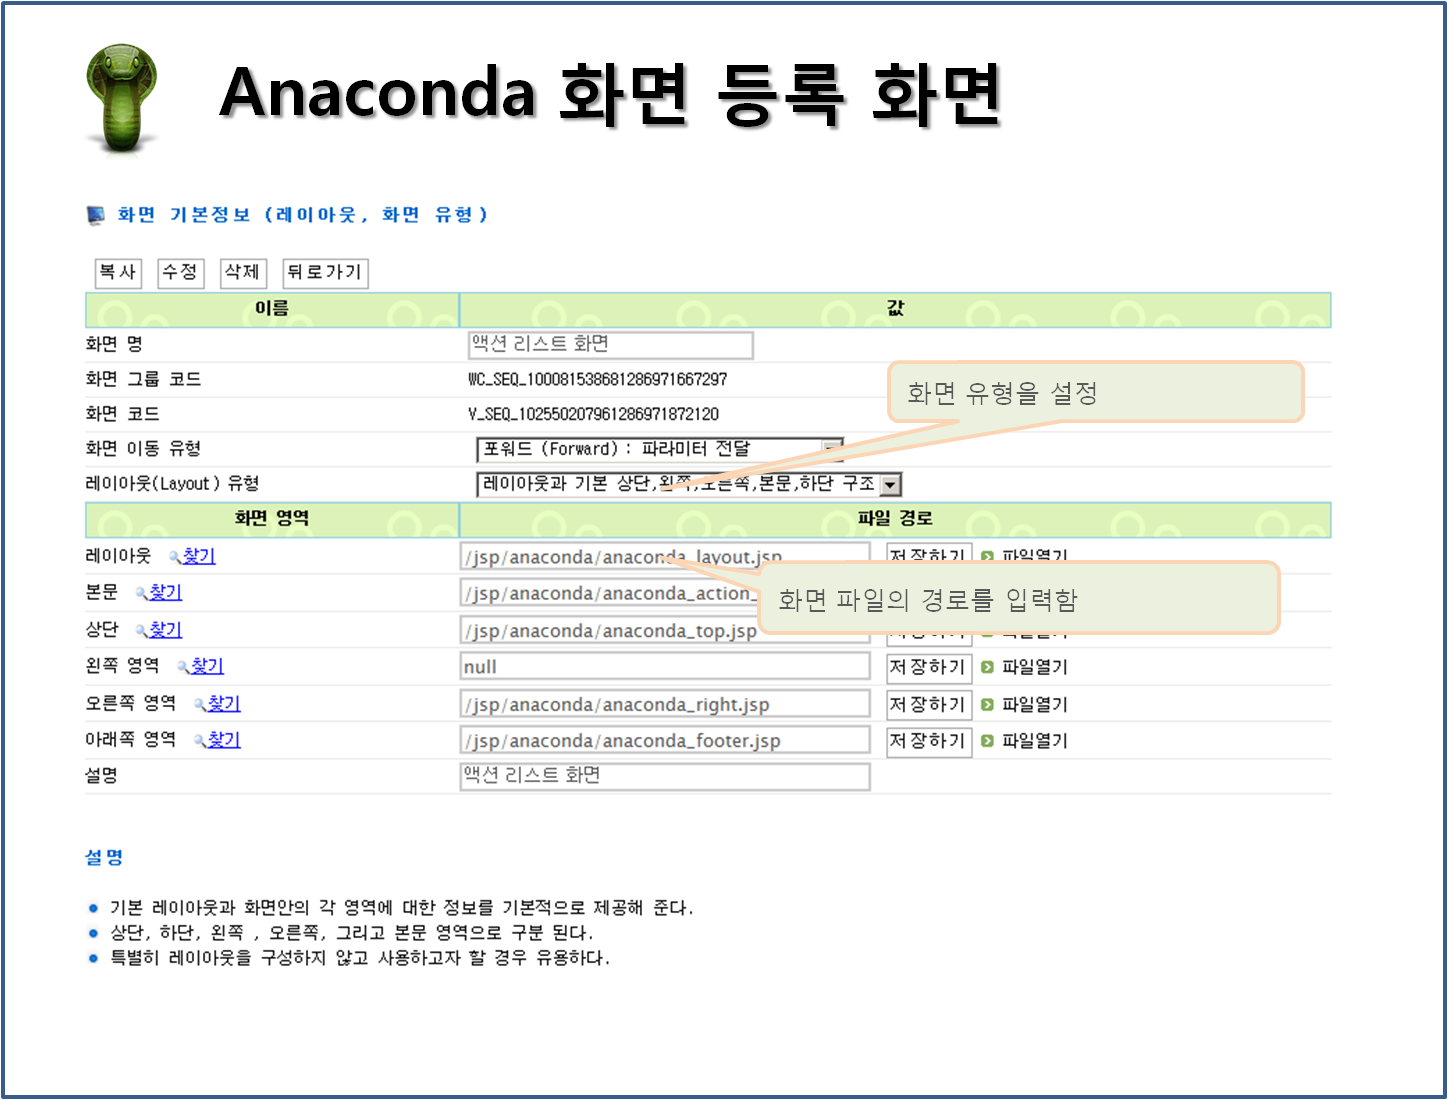 Anaconda 화면 등록 화면
화면 기본정보 (레이아웃, 화면 유형)
복사 수정 삭제 뒤로가기
이름 값
화면 명 액션 리스트 화면
화면 그룹 코드 WC_SEQ_100081538681286971667297
화면 유형을 설정
화면 코드 V_SEQ_102550207961286971872120
화면 이동 유형 포워드 (Forward) : 파라미터 전달
레이아웃(Layout) 유형 레이아웃과 기본 상단,왼쪽,오른쪽,본문,하단 구조
화면 영역 파일 경로
레이아웃 찾기 /jsp/anaconda/anaconda_layout.jsp 저장하기 파일열기
본문 찾기 /jsp/anaconda/anaconda_action_
화면 파일의 경로를 입력함
상단 찾기 /jsp/anaconda/anaconda_top.jsp
왼쪽 영역 찾기 null 저장하기 파일열기
오른쪽 영역 찾기 /jsp/anaconda/anaconda_right.jsp 저장하기 파일열기
아래쪽 영역 찾기 /jsp/anaconda/anaconda_footer.jsp 저장하기 파일열기
설명 액션 리스트 화면
설명
기본 레이아웃과 화면안의 각 영역에 대한 정보를 기본적으로 제공해 준다.
상단, 하단, 왼쪽 , 오른쪽, 그리고 본문 영역으로 구분 된다.
특별히 레이아웃을 구성하지 않고 사용하고자 할 경우 유용하다.